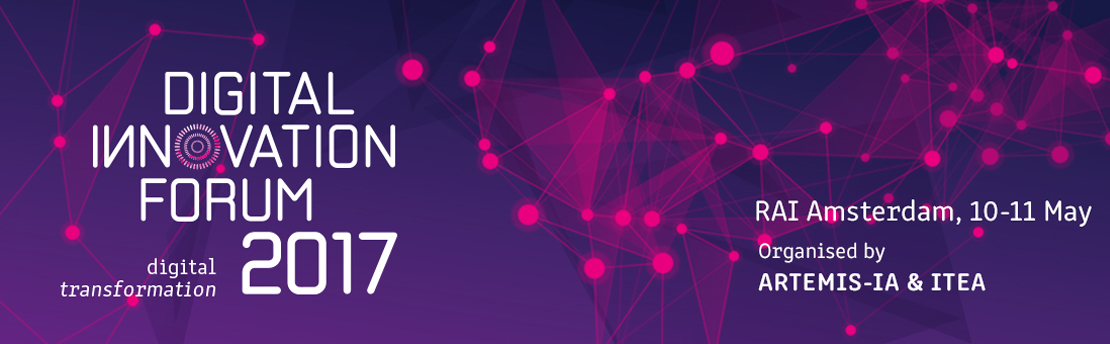 DIGITAL
INNOVATION
FORUM
2017
digital
transformation
RAI Amsterdam, 10-11 May
Organised by
ARTEMIS-IA & ITEA